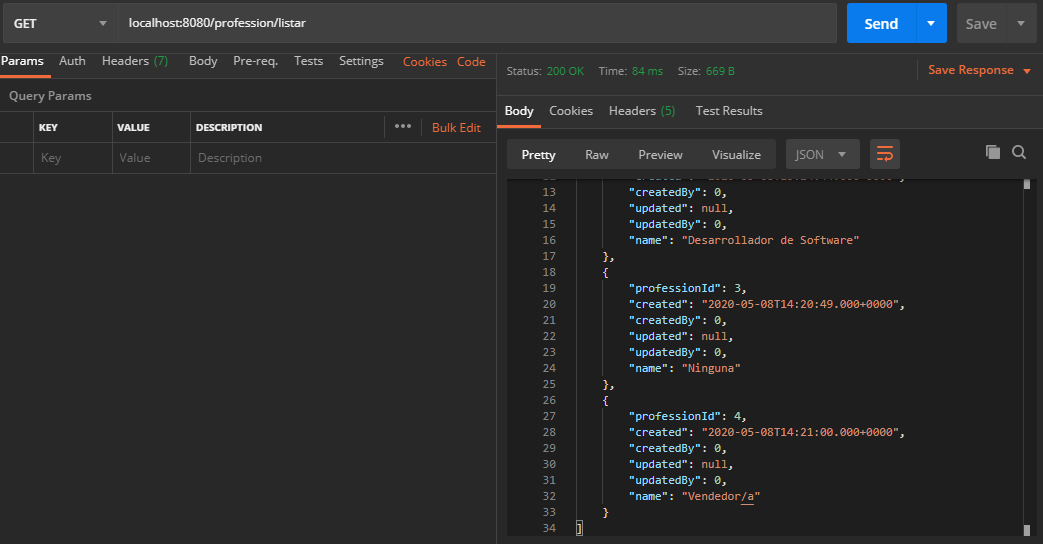 GET localhost:8080/profession/listar Send Save
Params Auth Headers (7) Body Pre-req. Tests Settings Cookies Code
Query Params
KEY VALUE DESCRIPTION ••• Bulk Edit
Key Value Description
Status: 200 OK Time: 84 ms Size: 669 B Save Response
Body Cookies Headers (5) Test Results
Pretty Raw Preview Visualize JSON
13 "createdBy": 0,
14 "updated": null,
15 "updatedBy": 0,
16 "name": "Desarrollador de Software"
17 },
18 {
19 "professionId": 3,
20 "created": "2020-05-08T14:20:49.000+0000",
21 "createdBy": 0,
22 "updated": null,
23 "updatedBy": 0,
24 "name": "Ninguna"
25 },
26 {
27 "professionId": 4,
28 "created": "2020-05-08T14:21:00.000+0000",
29 "createdBy": 0,
30 "updated": null,
31 "updatedBy": 0,
32 "name": "Vendedor/a"
33 }
34 ]